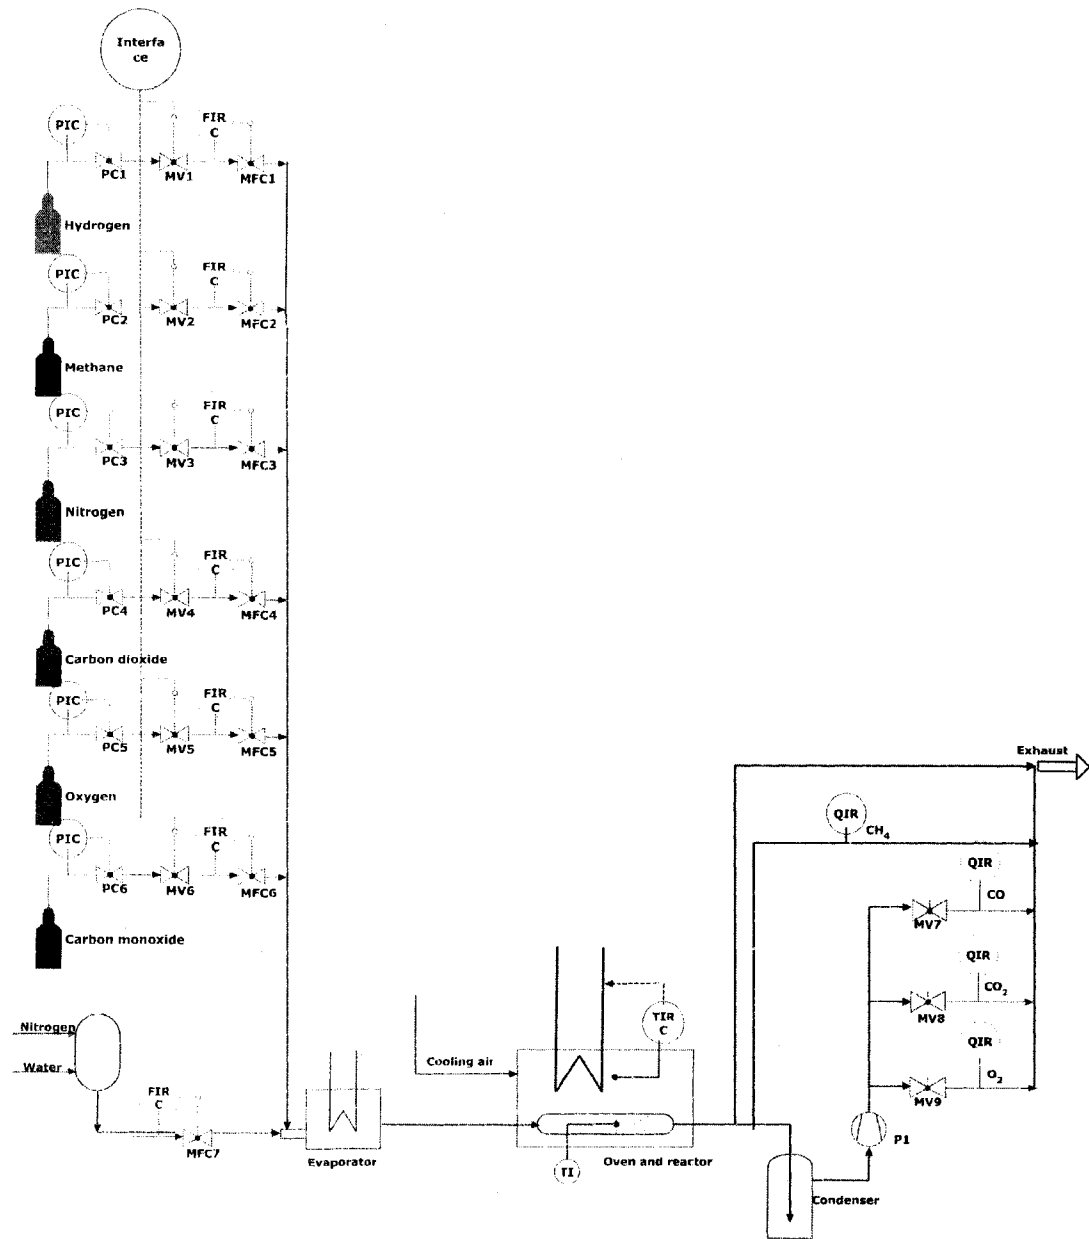 Interfa
ce
PIC
FIR
C
PC1
MV1
MFC1
Hydrogen
PIC
FIR
C
PC2
MV2
MFC2
Methane
PIC
FIR
C
PC3
MV3
MFC3
Nitrogen
PIC
FIR
C
PC4
MV4
MFC4
Carbon dioxide
PIC
FIR
C
PC5
MV5
MFC5
Oxygen
PIC
FIR
C
PC6
MV6
MFC6
Carbon monoxide
Exhaust
QIR
CH4
QIR
CO
MV7
QIR
CO2
MV8
QIR
O2
MV9
P1
Nitrogen
Water
FIR
C
MFC7
Evaporator
Cooling air
TIR
C
TI
Oven and reactor
Condenser